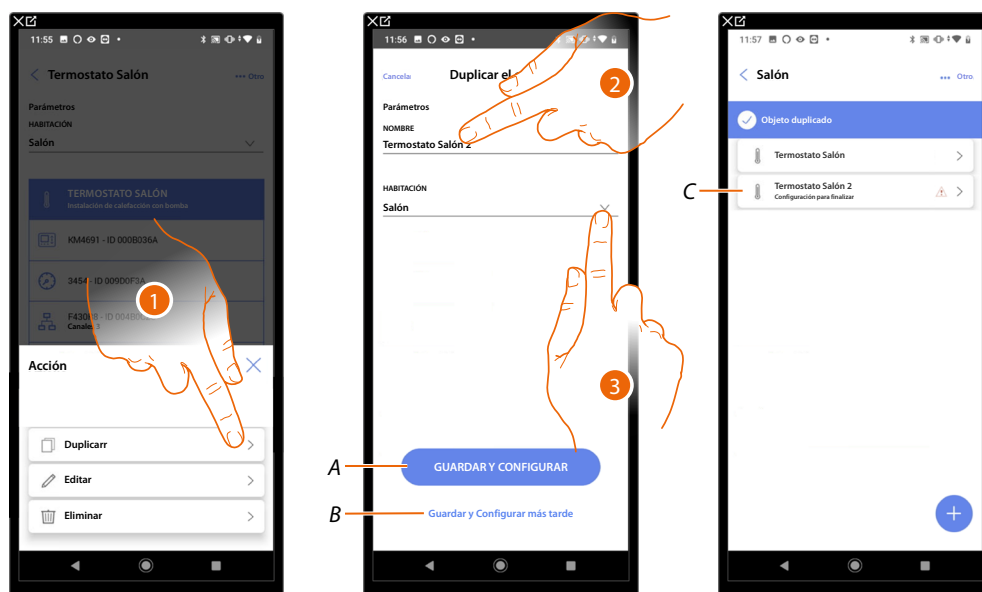 11:55
Termostato Salón
Otro
Parámetros
HABITACIÓN
Salón
TERMOSTATO SALÓN
Instalación de calefacción con bomba
KM4691 - ID 000B036A
3454 - ID 009D0F3A
Canales 3
1
Acción
Duplicarr
Editar
Eliminar
11:56
Cancelar
Duplicar el
2
Parámetros
NOMBRE
Termostato Salón 2
HABITACIÓN
Salón
3
A
GUARDAR Y CONFIGURAR
B
Guardar y Configurar más tarde
11:57
Salón
Otro
Objeto duplicado
Termostato Salón
C
Termostato Salón 2
Configuración para finalizar